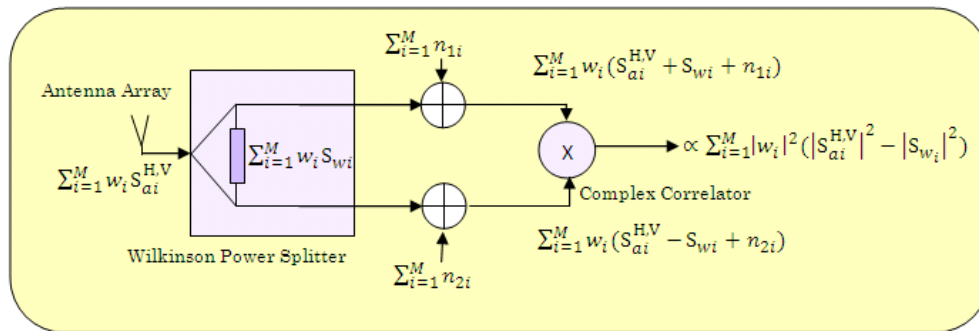 ∑_{i=1}^{M} n_{1i}
∑_{i=1}^{M} w_i(S_{ai}^{H,V} + S_{wi} + n_{1i})
Antenna Array
∑_{i=1}^{M} w_i S_{wi}
X
∝ ∑_{i=1}^{M} |w_i|^2 (|S_{ai}^{H,V}|^2 − |S_{w_i}|^2)
∑_{i=1}^{M} w_i S_{ai}^{H,V}
Complex Correlator
∑_{i=1}^{M} w_i(S_{ai}^{H,V} − S_{wi} + n_{2i})
Wilkinson Power Splitter
∑_{i=1}^{M} n_{2i}